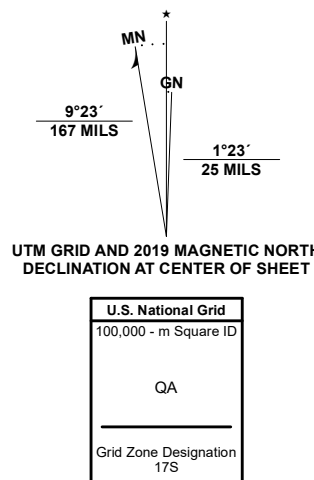 ★
MN
GN
9°23´
167 MILS
1°23´
25 MILS
UTM GRID AND 2019 MAGNETIC NORTH
DECLINATION AT CENTER OF SHEET
U.S. National Grid
100,000 - m Square ID
QA
Grid Zone Designation
17S